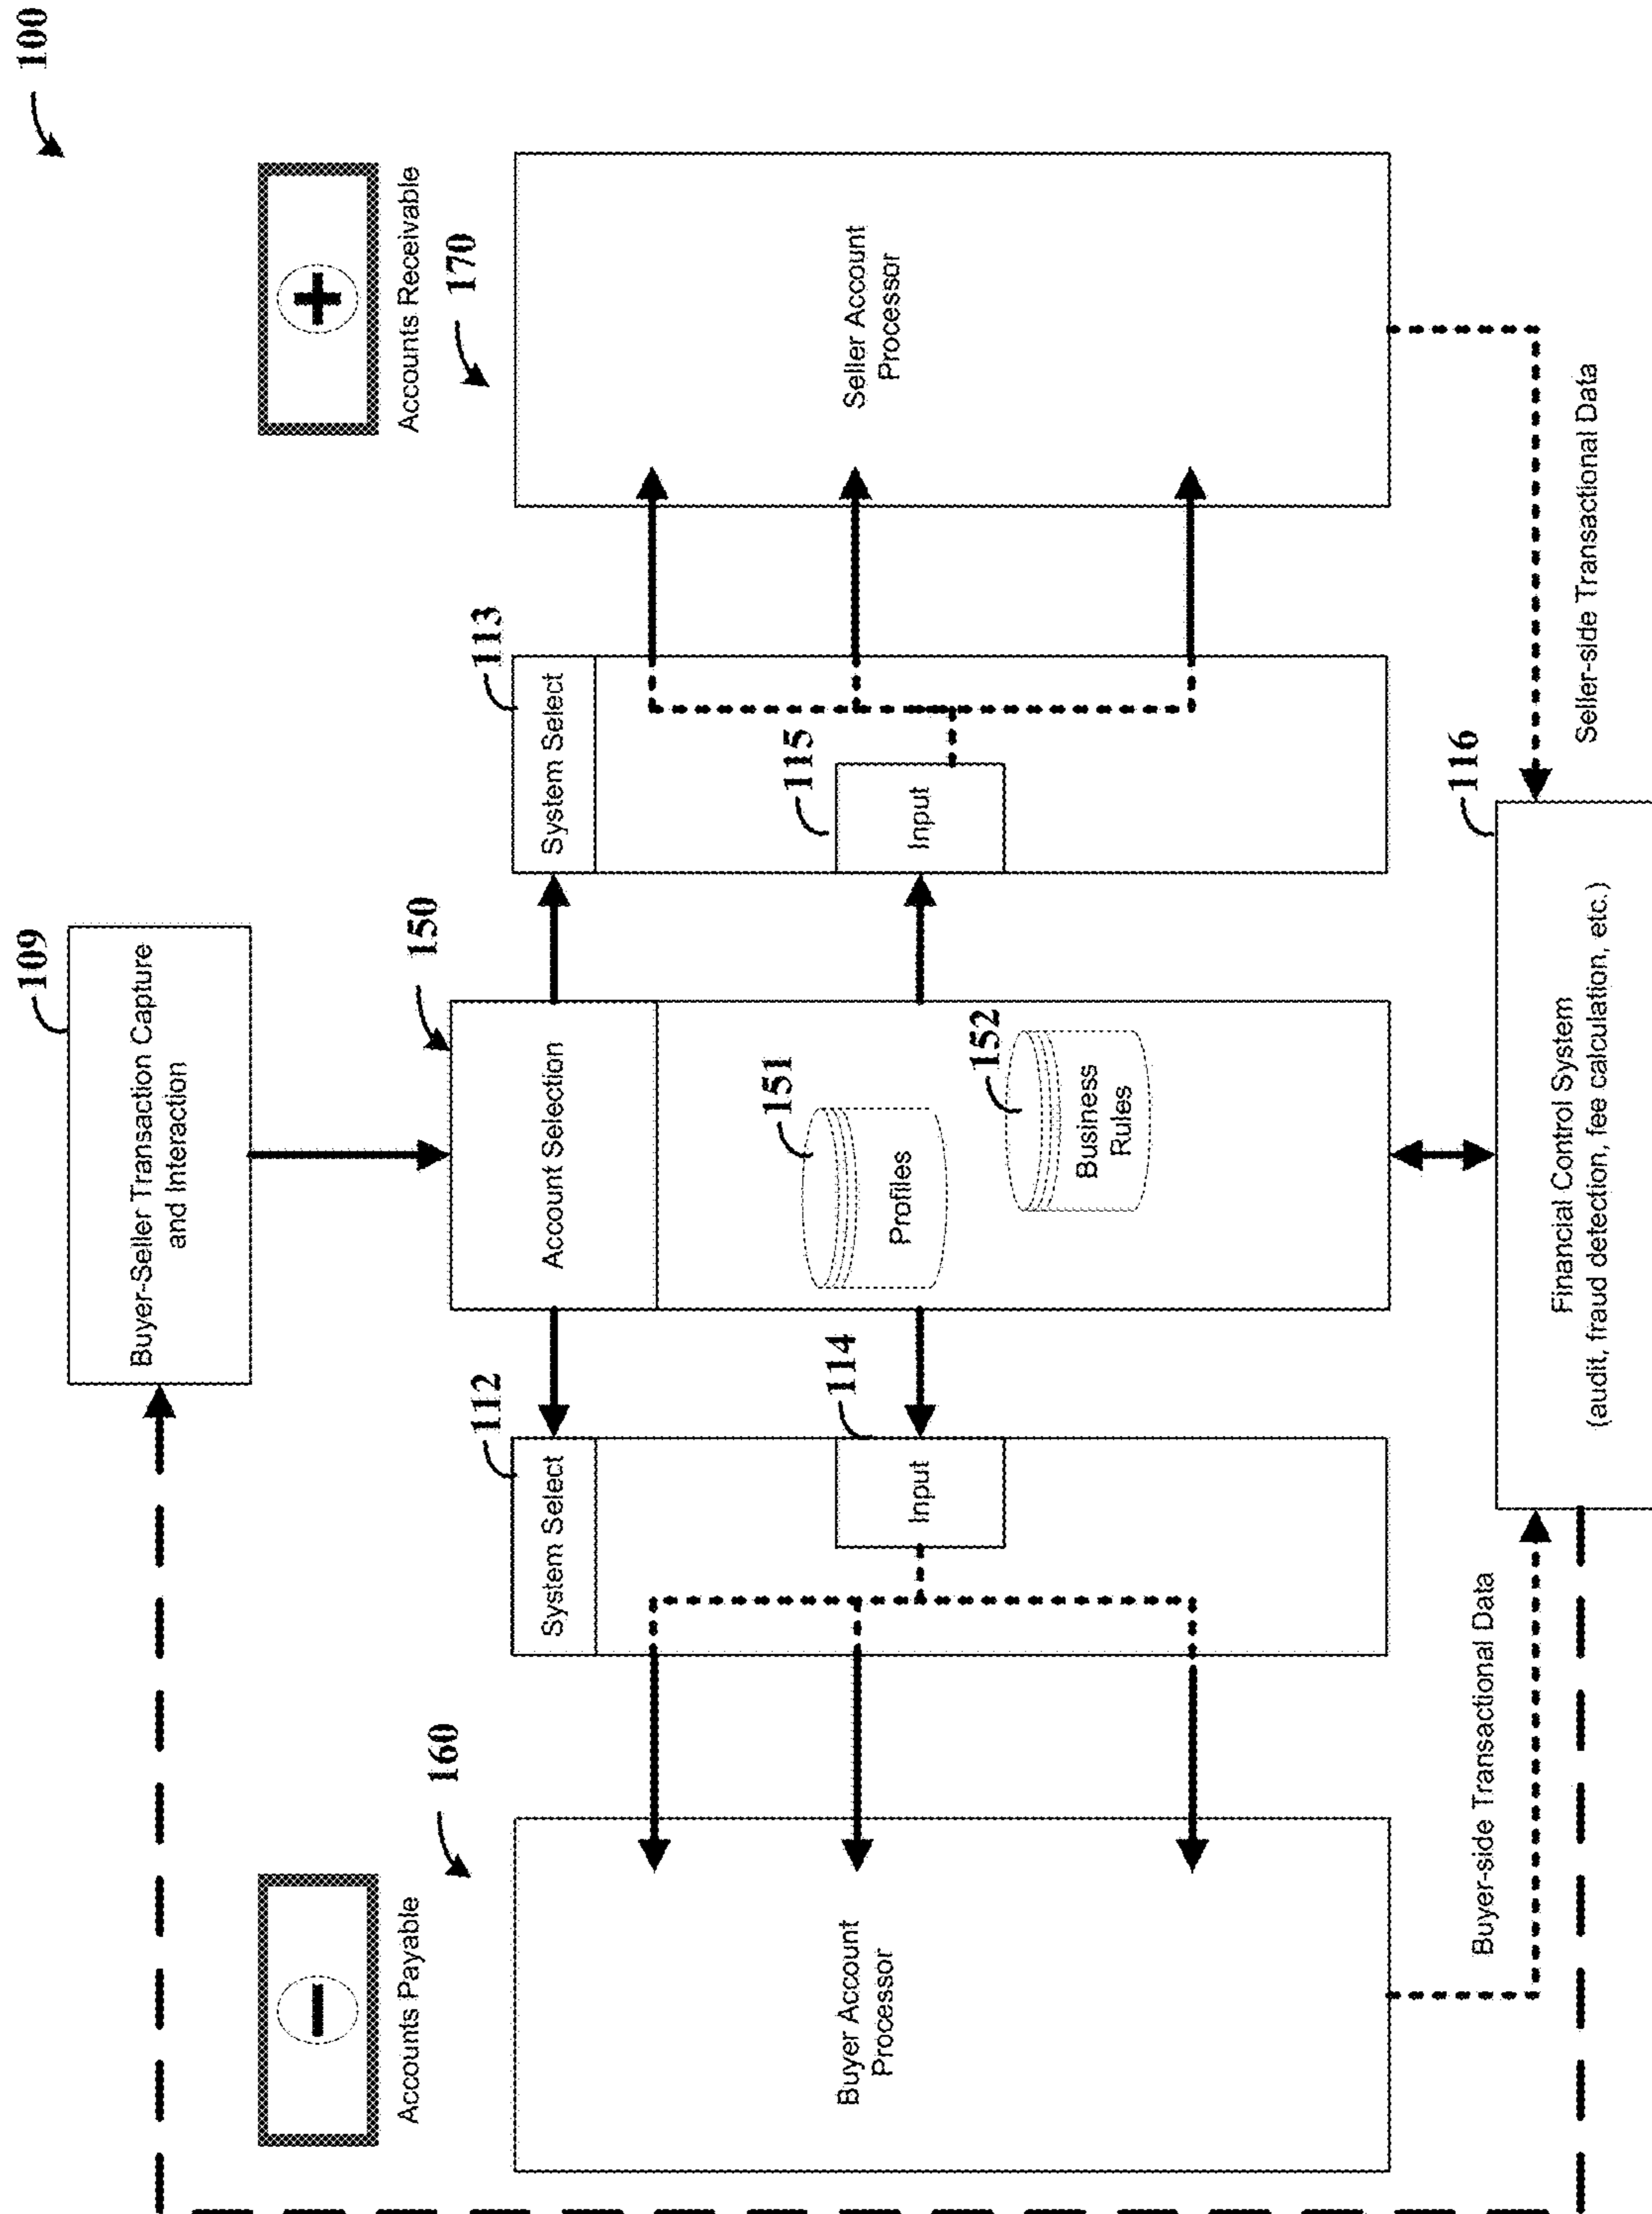 100
109
Buyer-Seller Transaction Capture
and Interaction
Accounts Payable
Accounts Receivable
160
Buyer Account
Processor
112
System Select
114
Input
150
Account Selection
151
Profiles
152
Business
Rules
113
System Select
115
Input
170
Seller Account
Processor
Buyer-side Transactional Data
116
Financial Control System
(audit, fraud detection, fee calculation, etc.)
Seller-side Transactional Data